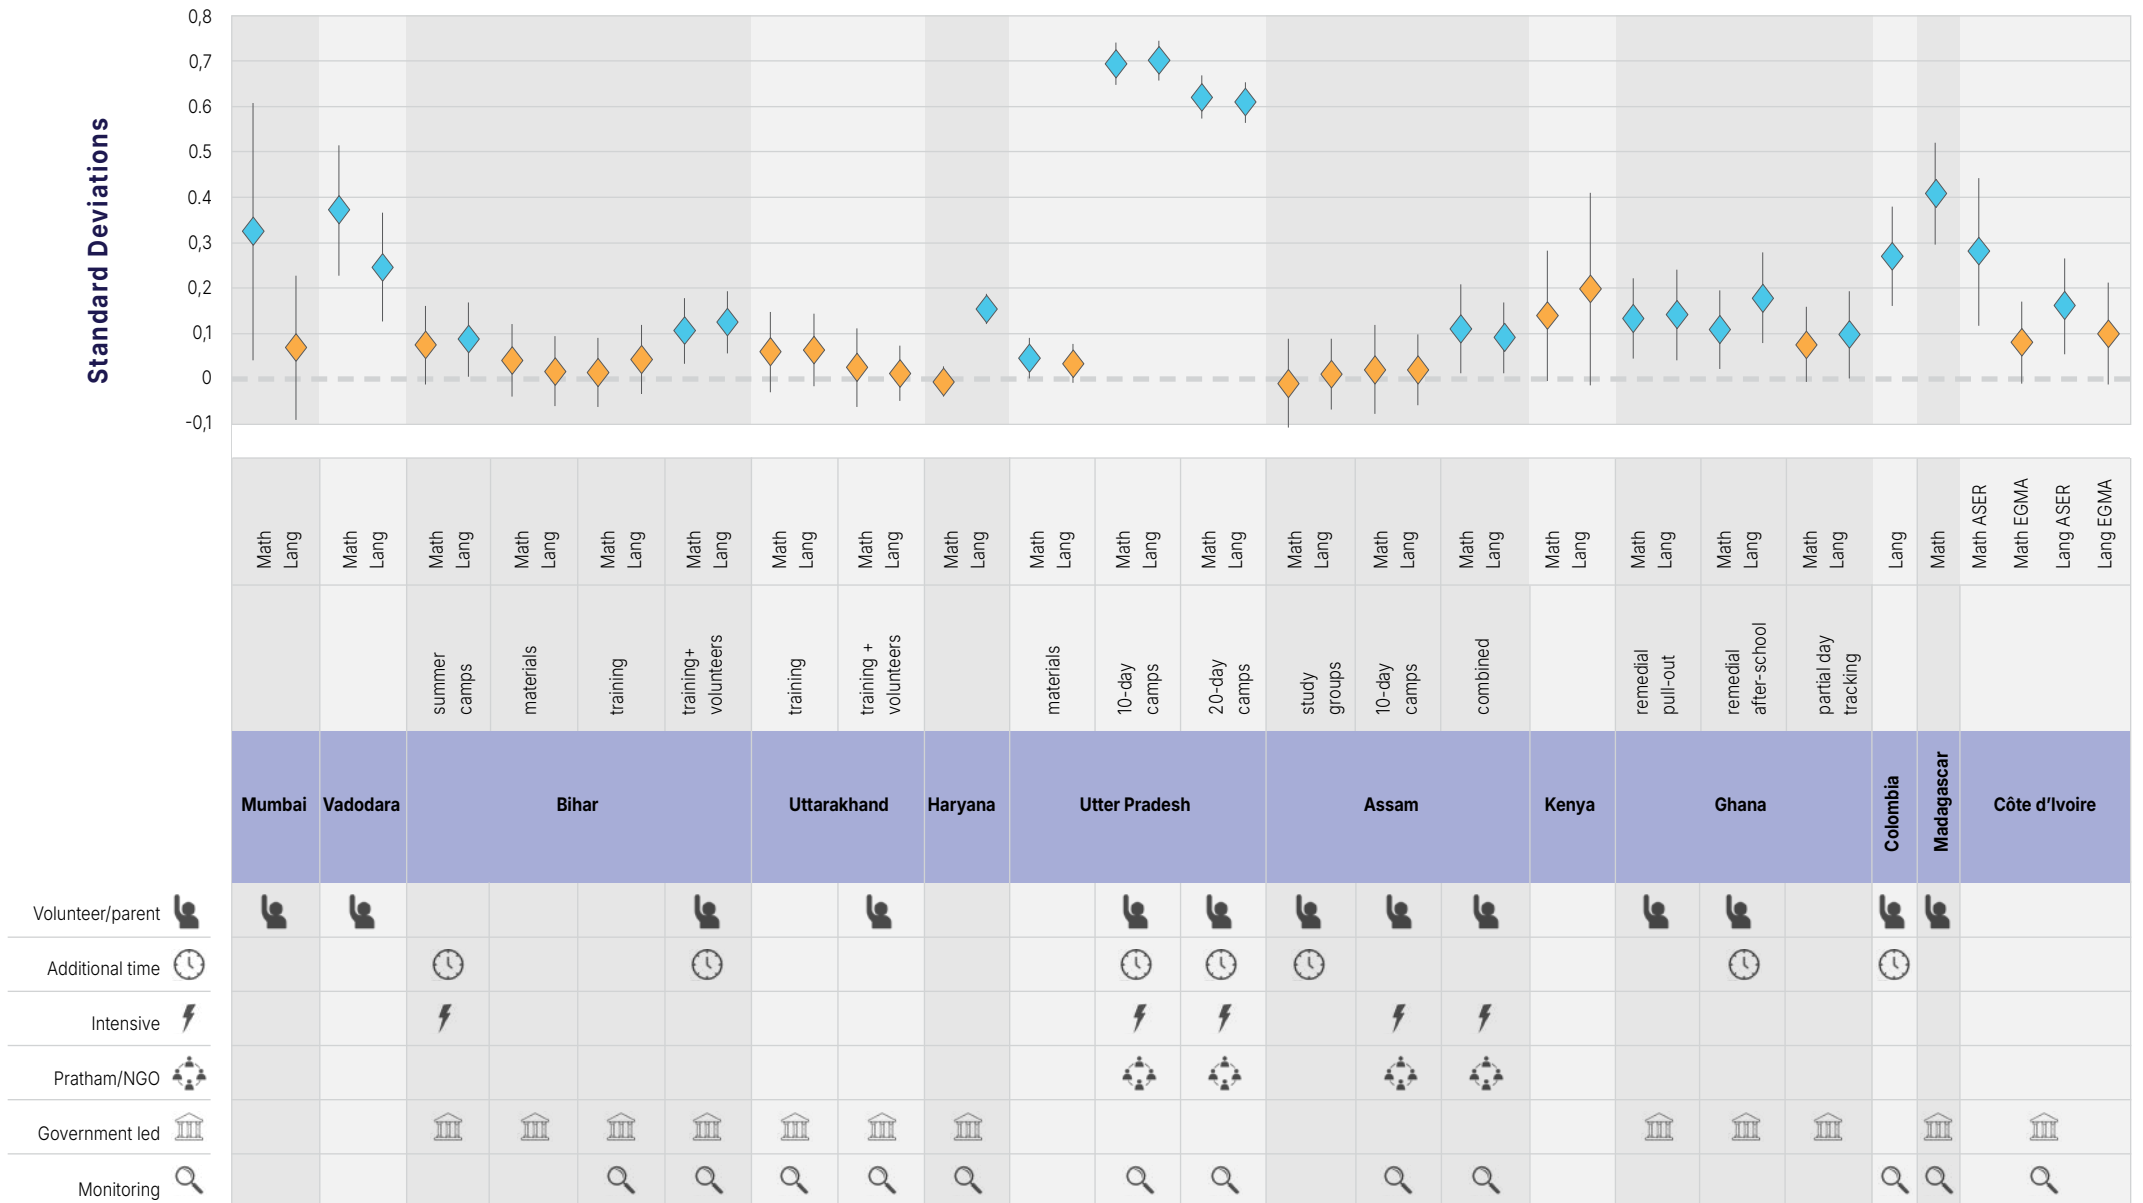 Standard Deviations
0,8
0,7
0.6
0.5
0.4
0,3
0,2
0,1
0
-0,1
Math
Lang
Math
Lang
Math
Lang
Math
Lang
Math
Lang
Math
Lang
Math
Lang
Math
Lang
Math
Lang
Math
Lang
Math
Lang
Math
Lang
Math
Lang
Math
Lang
Math
Lang
Math
Lang
Math
Lang
Math
Lang
Math
Lang
Lang
Math
Math ASER
Math EGMA
Lang ASER
Lang EGMA
summer
camps
materials
training
training+
volunteers
training
training +
volunteers
materials
10-day
camps
20-day
camps
study
groups
10-day
camps
combined
remedial
pull-out
remedial
after-school
partial day
tracking
Mumbai
Vadodara
Bihar
Uttarakhand
Haryana
Utter Pradesh
Assam
Kenya
Ghana
Colombia
Madagascar
Côte d’Ivoire
Volunteer/parent
Additional time
Intensive
Pratham/NGO
Government led
Monitoring